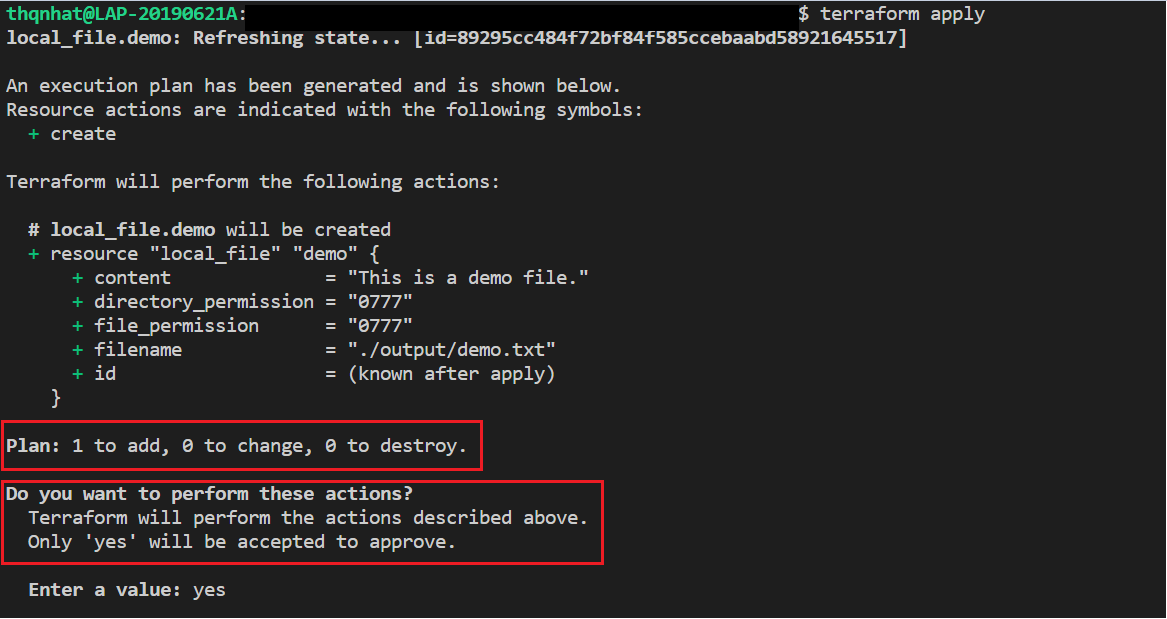 thqnhat@LAP-20190621A: $ terraform apply
local_file.demo: Refreshing state... [id=89295cc484f72bf84f585ccebaabd58921645517]
An execution plan has been generated and is shown below.
Resource actions are indicated with the following symbols:
  + create
Terraform will perform the following actions:
  # local_file.demo will be created
  + resource "local_file" "demo" {
      + content              = "This is a demo file."
      + directory_permission = "0777"
      + file_permission      = "0777"
      + filename             = "./output/demo.txt"
      + id                   = (known after apply)
    }
Plan: 1 to add, 0 to change, 0 to destroy.
Do you want to perform these actions?
  Terraform will perform the actions described above.
  Only 'yes' will be accepted to approve.
  Enter a value: yes